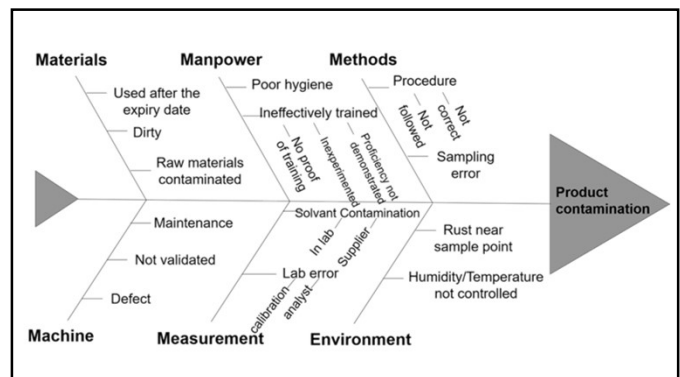 Materials
Manpower
Methods
Used after the
expiry date
Dirty
Raw materials
contaminated
Poor hygiene
Ineffectively trained
No proof
of training
Inexperimented
Proficiency not
demonstrated
Procedure
Not
followed
Not
correct
Sampling
error
Product
contamination
Maintenance
Not validated
Defect
Solvant Contamination
In lab
Supplier
Lab error
calibration
analyst
Rust near
sample point
Humidity/Temperature
not controlled
Machine
Measurement
Environment